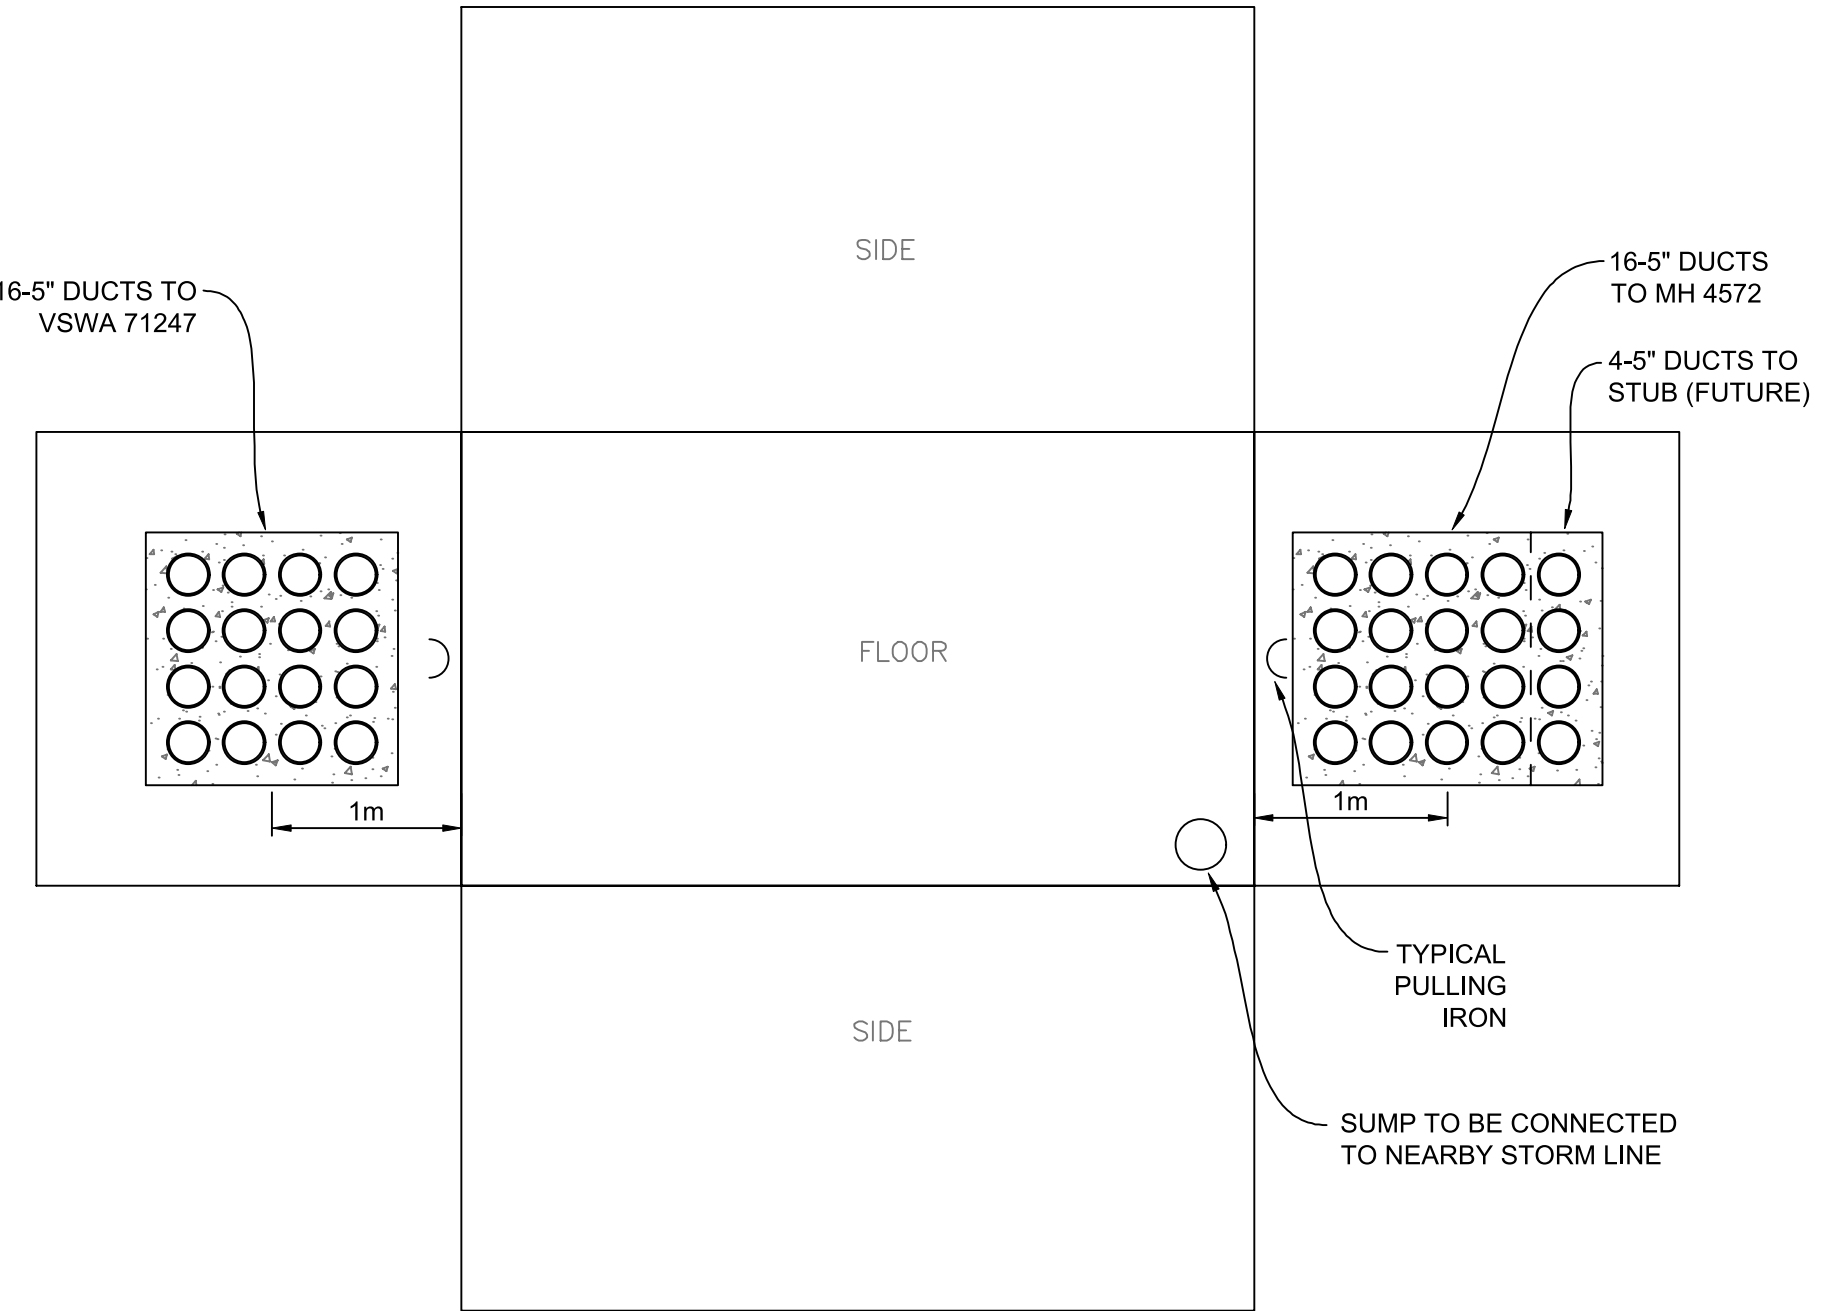 SIDE
16-5" DUCTS TO
VSWA 71247
16-5" DUCTS
TO MH 4572
4-5" DUCTS TO
STUB (FUTURE)
FLOOR
1m
1m
TYPICAL
PULLING
IRON
SIDE
SUMP TO BE CONNECTED
TO NEARBY STORM LINE